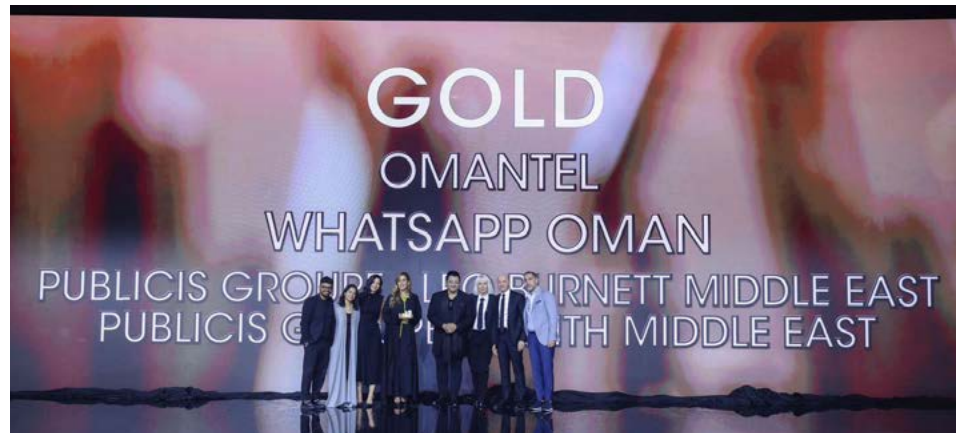 GOLD
OMANTEL
WHATSAPP OMAN
PUBLICIS MIDDLE EAST
PUBLICIS MIDDLE EAST